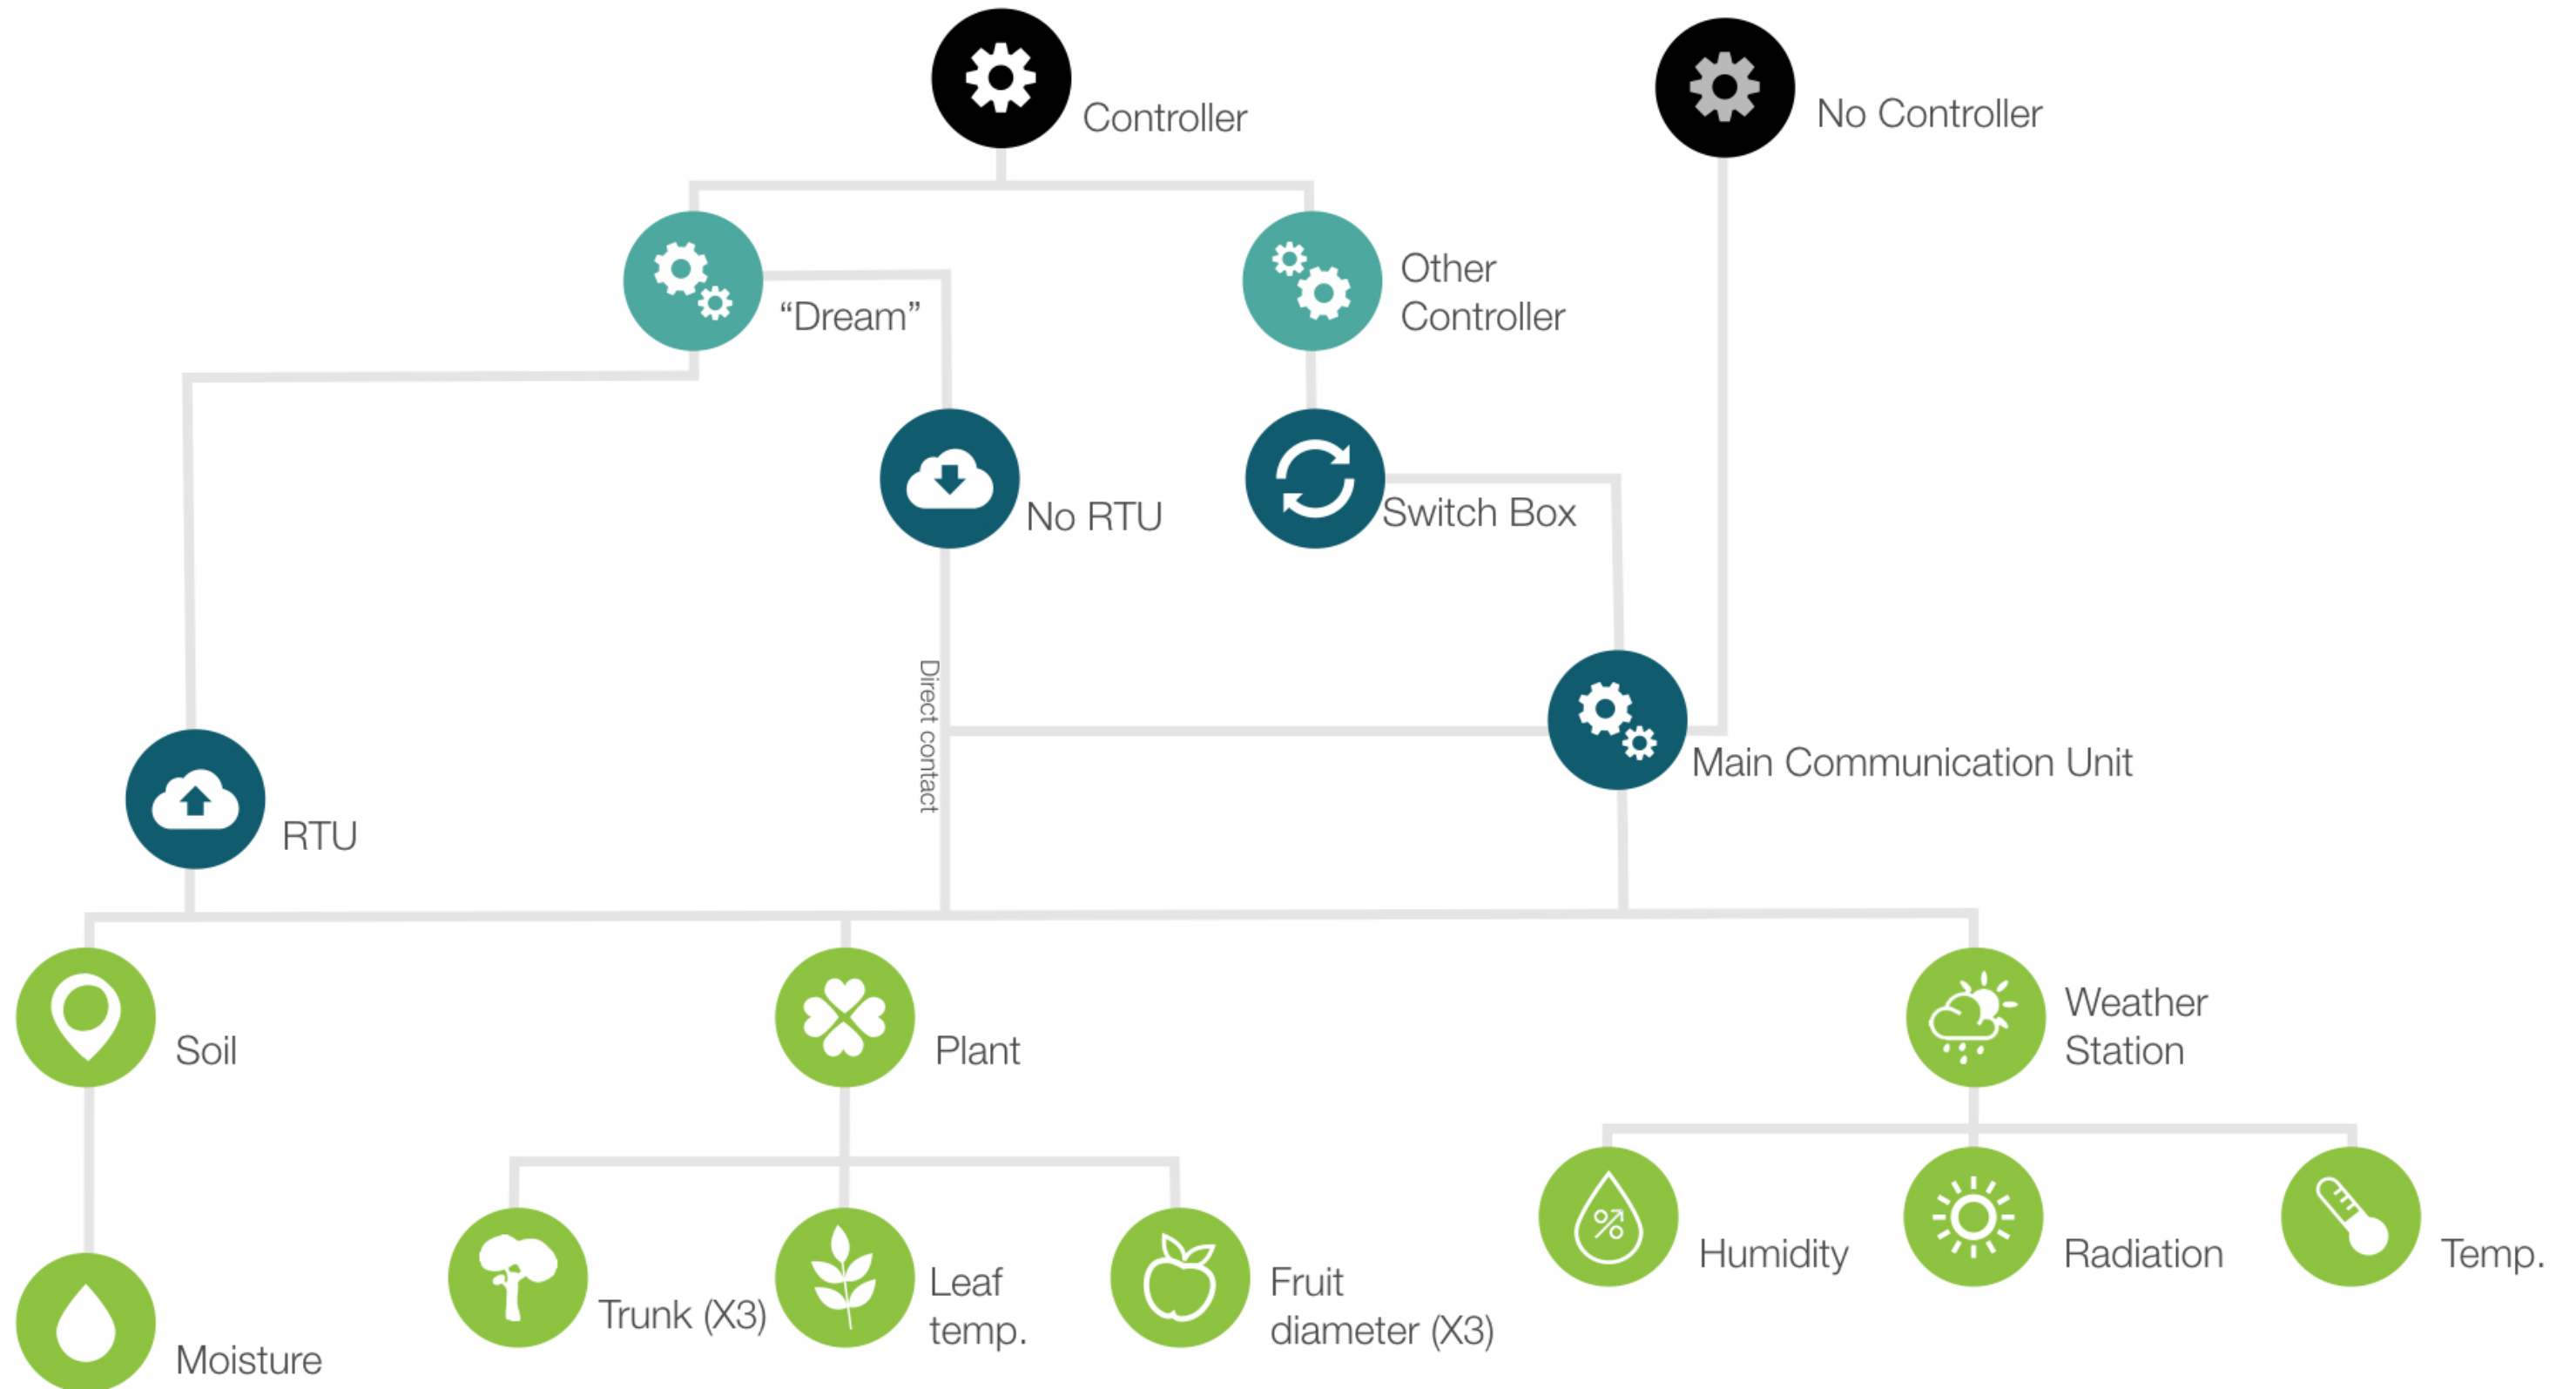 Controller
No Controller
“Dream”
Other
Controller
No RTU
Switch Box
Direct contact
Main Communication Unit
RTU
Soil
Plant
Weather
Station
Humidity
Radiation
Temp.
Trunk (X3)
Leaf
temp.
Fruit
diameter (X3)
Moisture
%